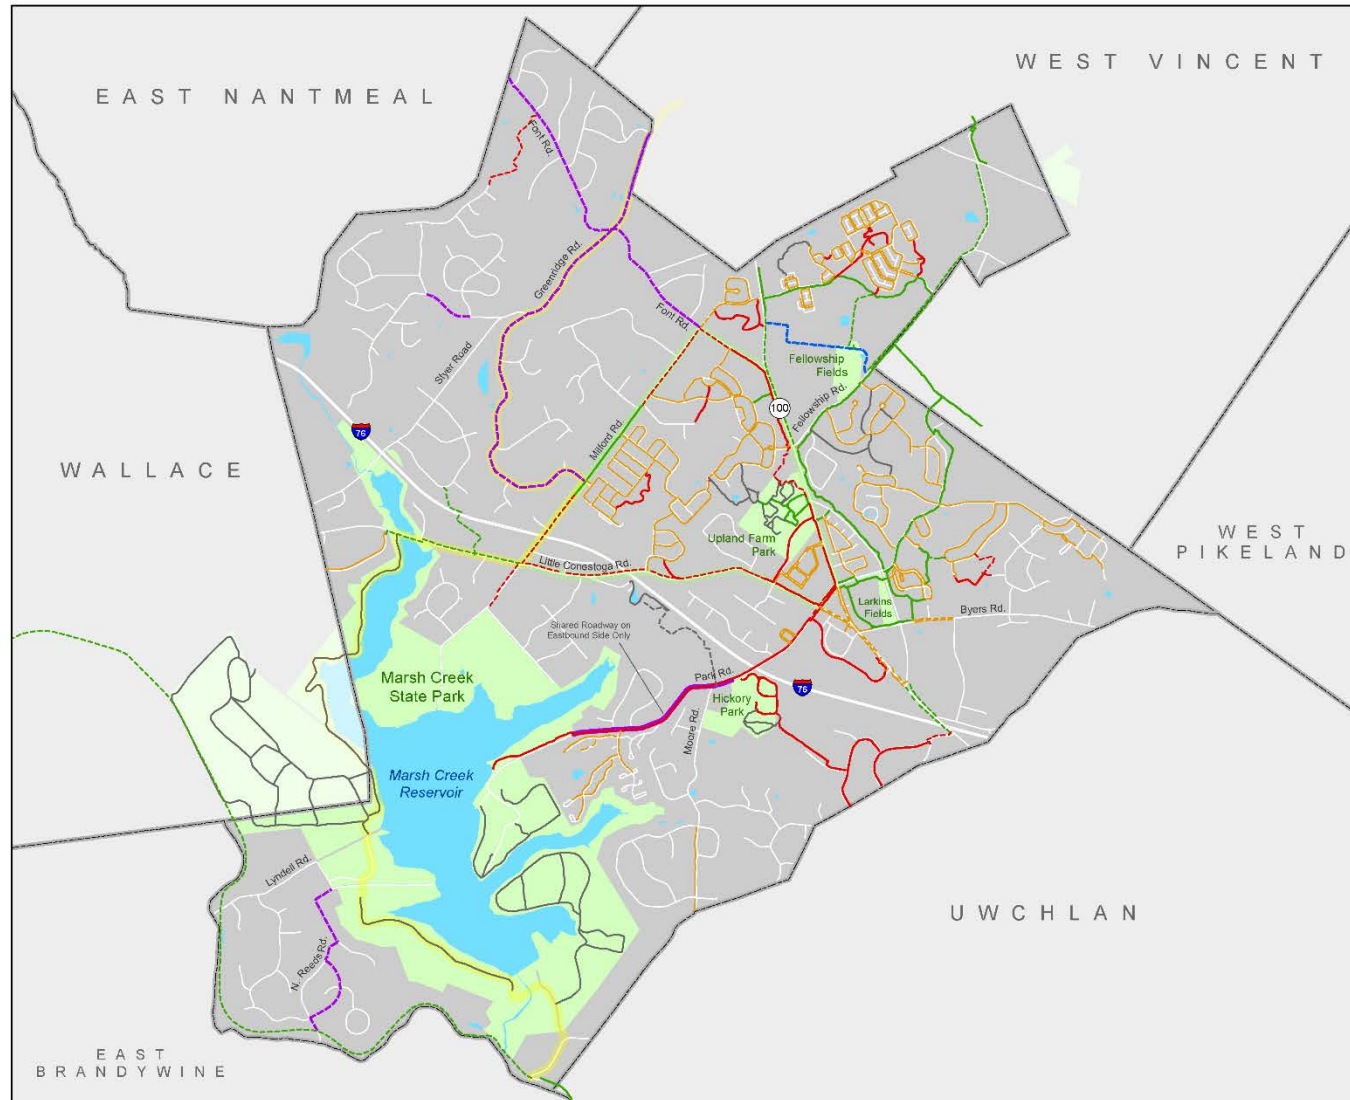 WEST VINCENT
EAST NANTMEAL
Font Rd.
Greenridge Rd.
Font Rd.
Styer Road
Fellowship
Fields
100
Fellowship Rd.
Milford Rd.
76
WALLACE
WEST
PIKELAND
Upland Farm
Park
Little Conestoga Rd.
Larkins
Fields
Byers Rd.
Shared Roadway on
Eastbound Side Only
Marsh Creek
State Park
Park Rd.
76
Hickory
Park
Moore Rd.
Marsh Creek
Reservoir
Lyndell Rd.
UWCHLAN
N. Reeds Rd.
EAST
BRANDYWINE